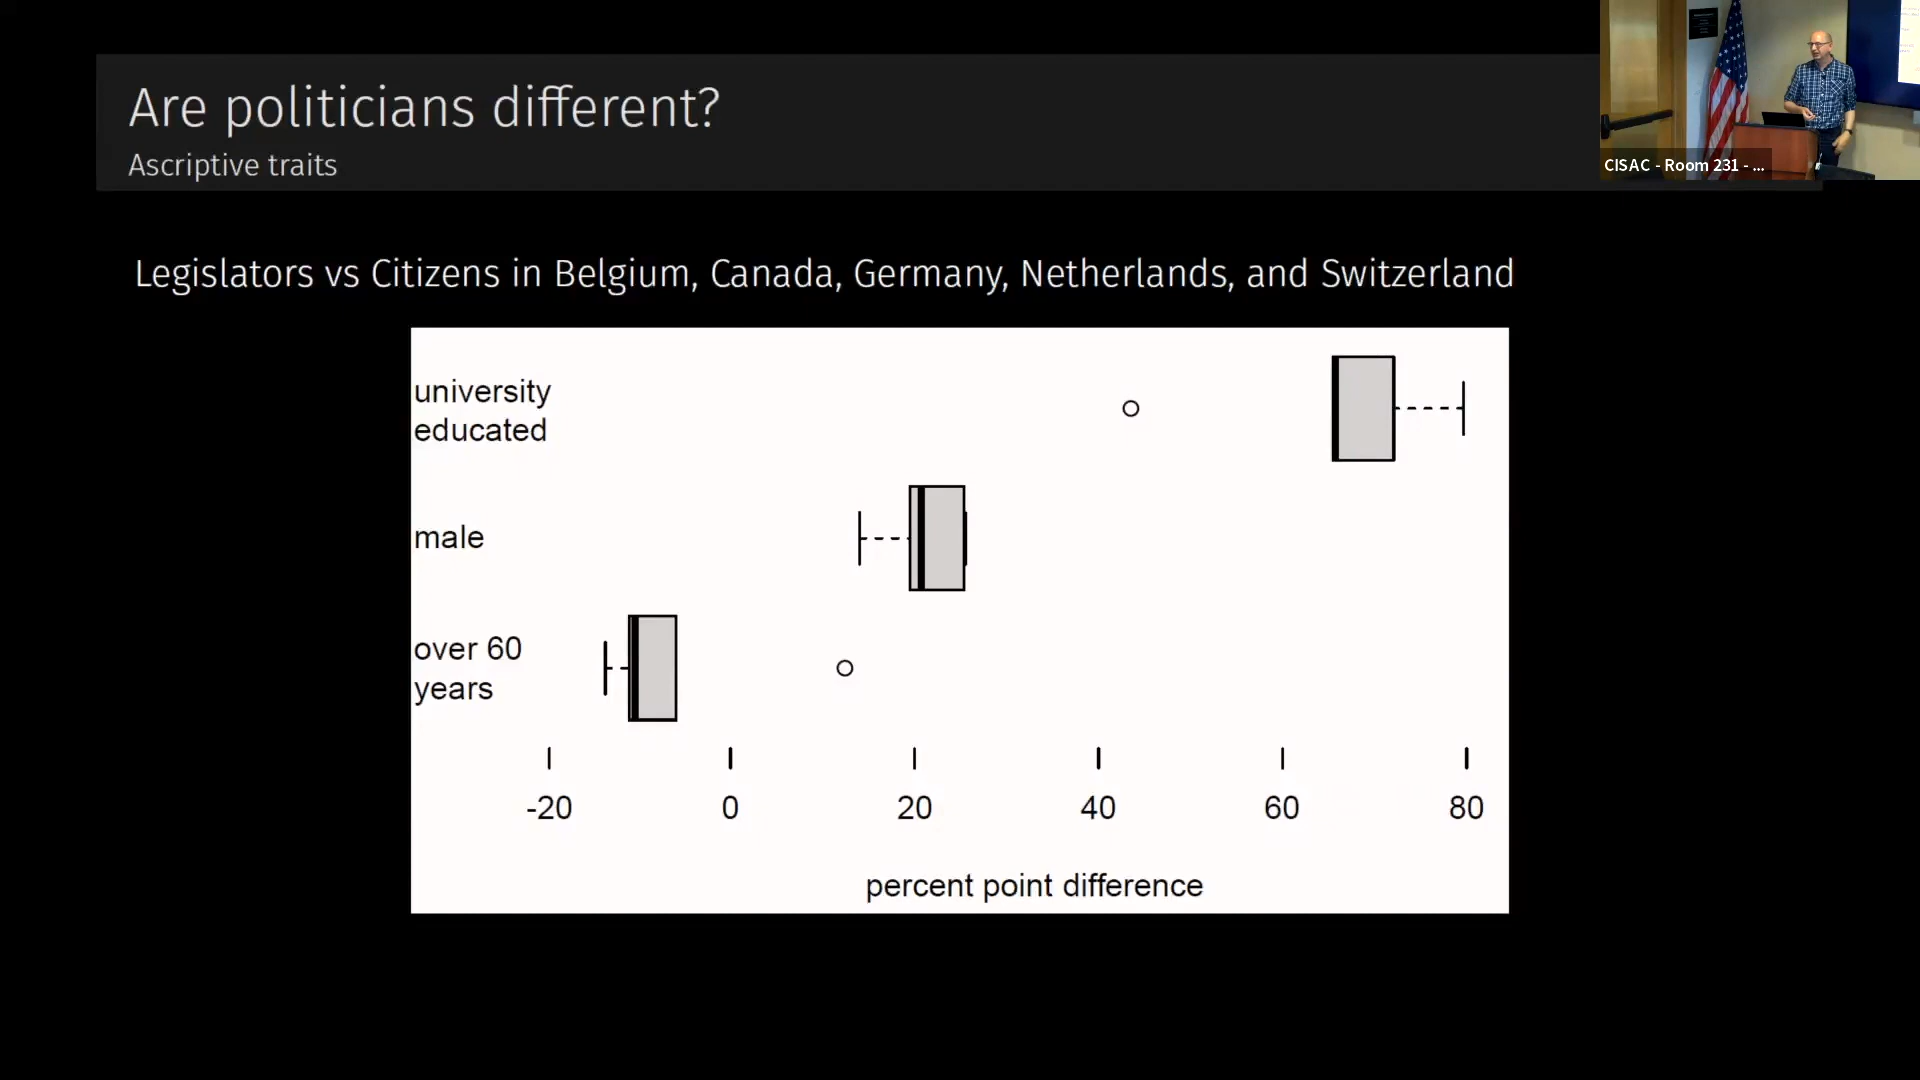 Are politicians different?
Ascriptive traits
CISAC - Room 231 - ...
Legislators vs Citizens in Belgium, Canada, Germany, Netherlands, and Switzerland
university
educated
male
over 60
years
-20 0 20 40 60 80
percent point difference